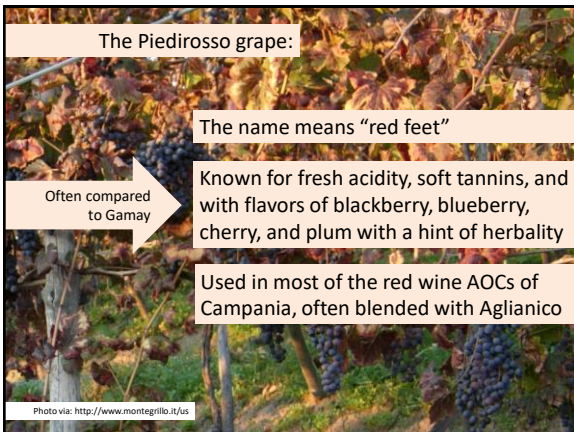 The Piedirosso grape:
The name means “red feet”
Often compared
to Gamay
Known for fresh acidity, soft tannins, and
with flavors of blackberry, blueberry,
cherry, and plum with a hint of herbality
Used in most of the red wine AOCs of
Campania, often blended with Aglianico
Photo via: http://www.montegrillo.it/us